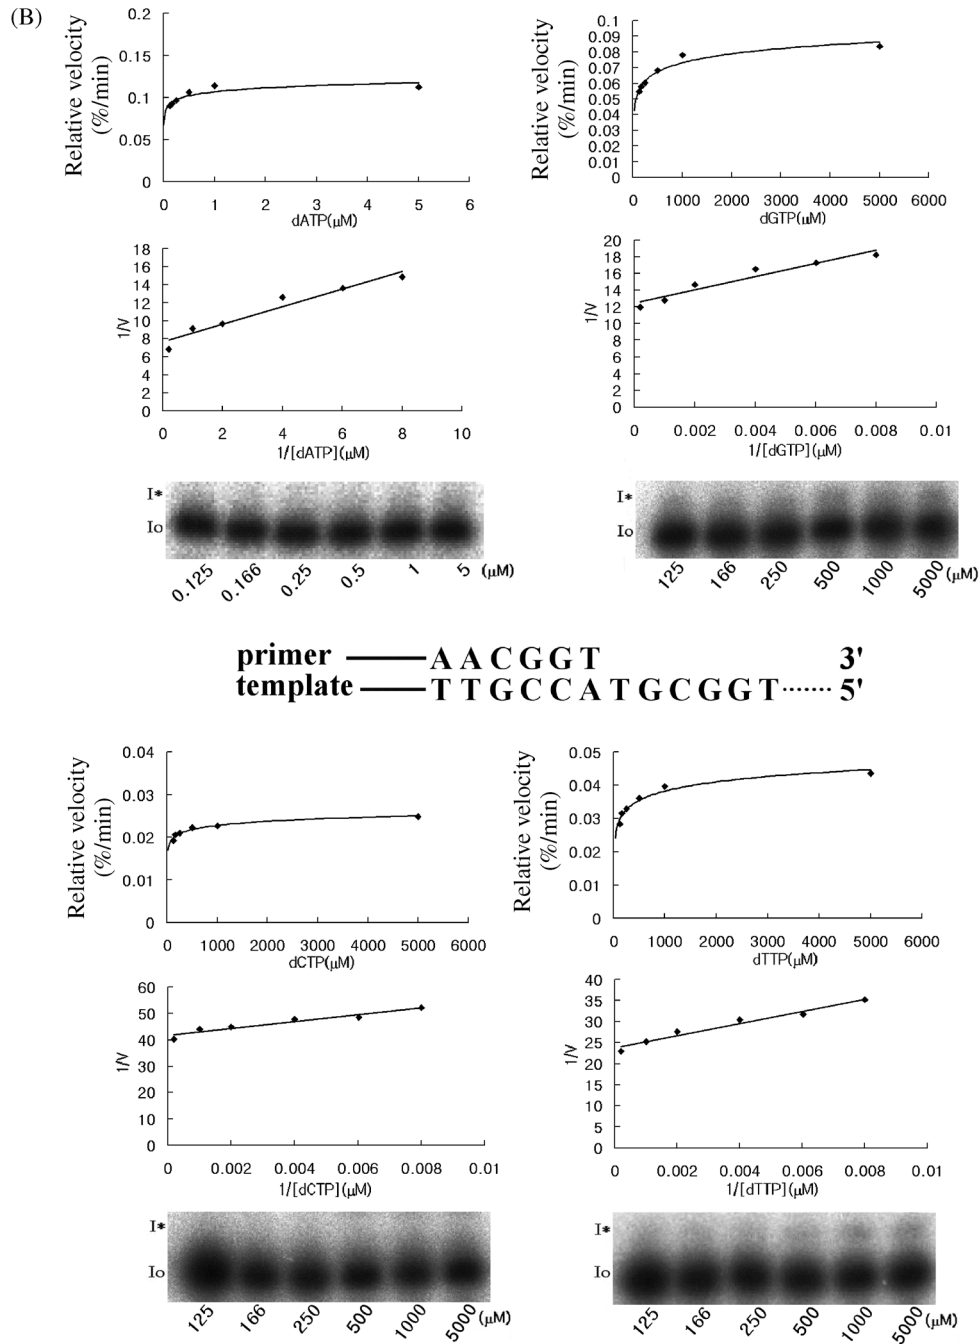 (B)
Relative velocity
(%/min)
0.2
0.15
0.1
0.05
0
0 1 2 3 4 5 6
dATP(μM)
Relative velocity
(%/min)
0.1
0.09
0.08
0.07
0.06
0.05
0.04
0.03
0.02
0.01
0
0 1000 2000 3000 4000 5000 6000
dGTP(μM)
1/V
18
16
14
12
10
8
6
4
2
0
0 2 4 6 8 10
1/[dATP](μM)
1/V
20
18
16
14
12
10
8
6
4
2
0
0 0.002 0.004 0.006 0.008 0.01
1/[dGTP](μM)
I*
Io
0.125 0.166 0.25 0.5 1 5 (μM)
I*
Io
125 166 250 500 1000 5000 (μM)
primer A A C G G T 3'
template T T G C C A T G C G G T ....... 5'
Relative velocity
(%/min)
0.04
0.03
0.02
0.01
0
0 1000 2000 3000 4000 5000 6000
dCTP(μM)
Relative velocity
(%/min)
0.05
0.04
0.03
0.02
0.01
0
0 1000 2000 3000 4000 5000 6000
dTTP(μM)
1/V
60
50
40
30
20
10
0
0 0.002 0.004 0.006 0.008 0.01
1/[dCTP](μM)
1/V
40
35
30
25
20
15
10
5
0
0 0.002 0.004 0.006 0.008 0.01
1/[dTTP](μM)
I*
Io
125 166 250 500 1000 5000 (μM)
I*
Io
125 166 250 500 1000 5000 (μM)